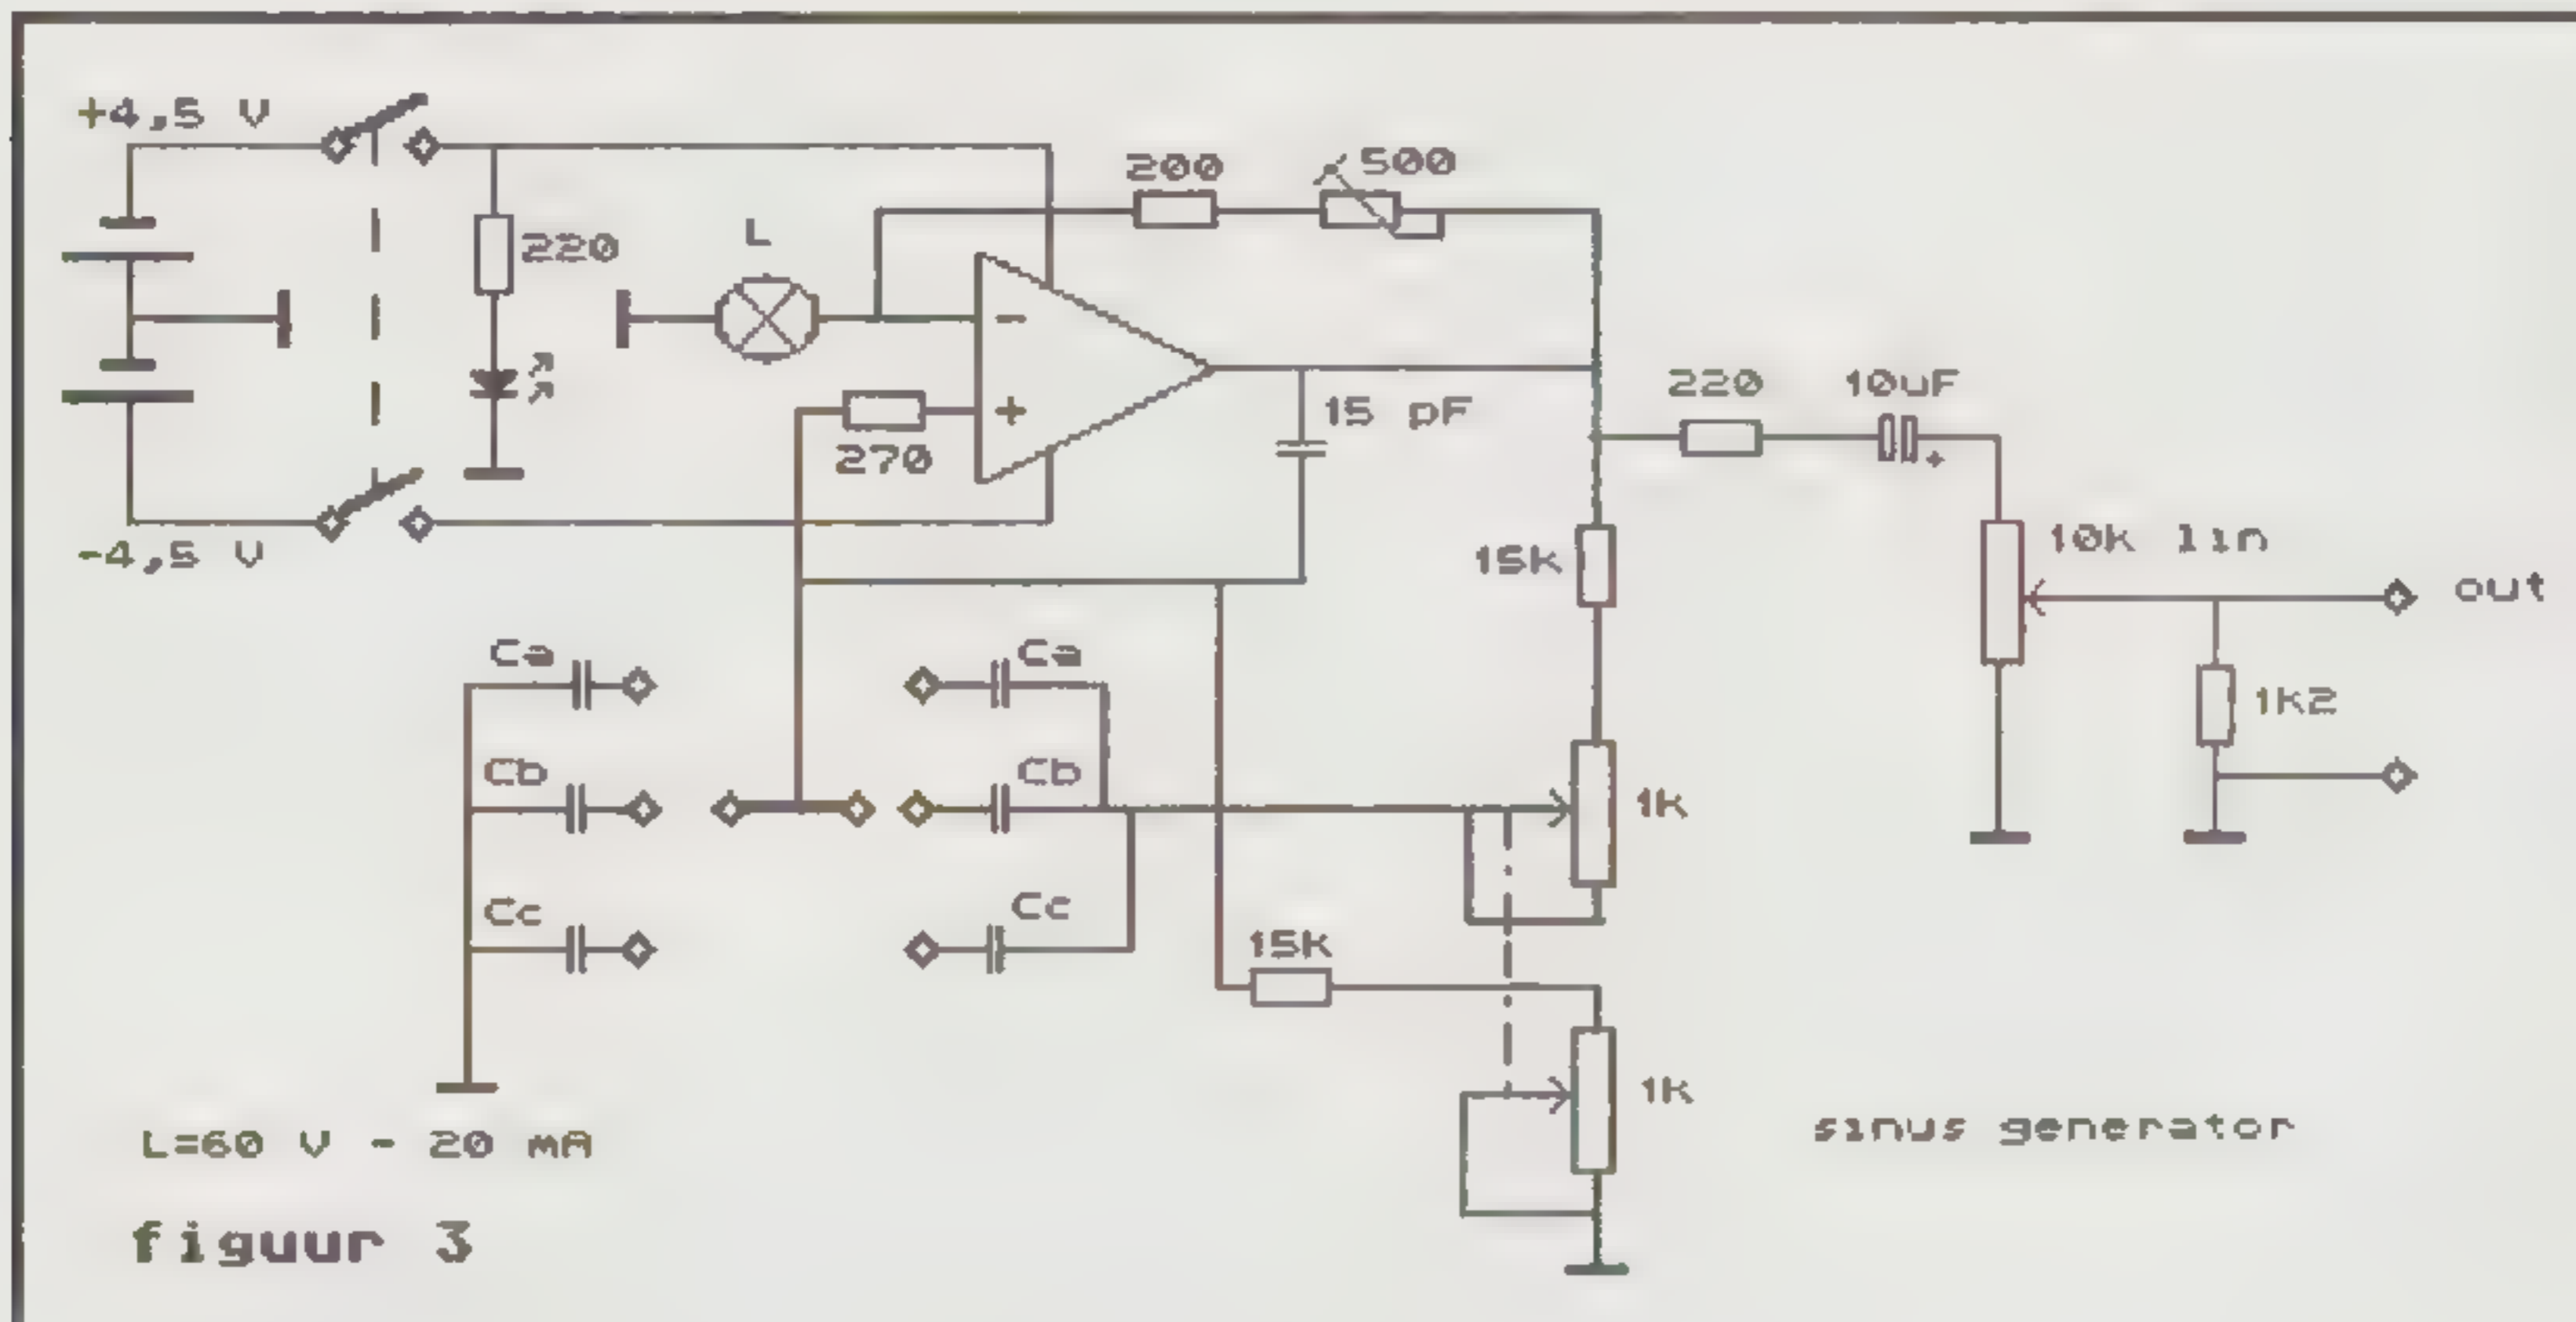 +4,5 V
200
500
L
220
-
+
15 pF
220
10uF
270
-4,5 V
15K
10K lin
out
Ca
Ca
1K2
Cb
Cb
1K
Cc
Cc
15K
1K
L=60 V - 20 mA
sinus generator
figuur 3
+